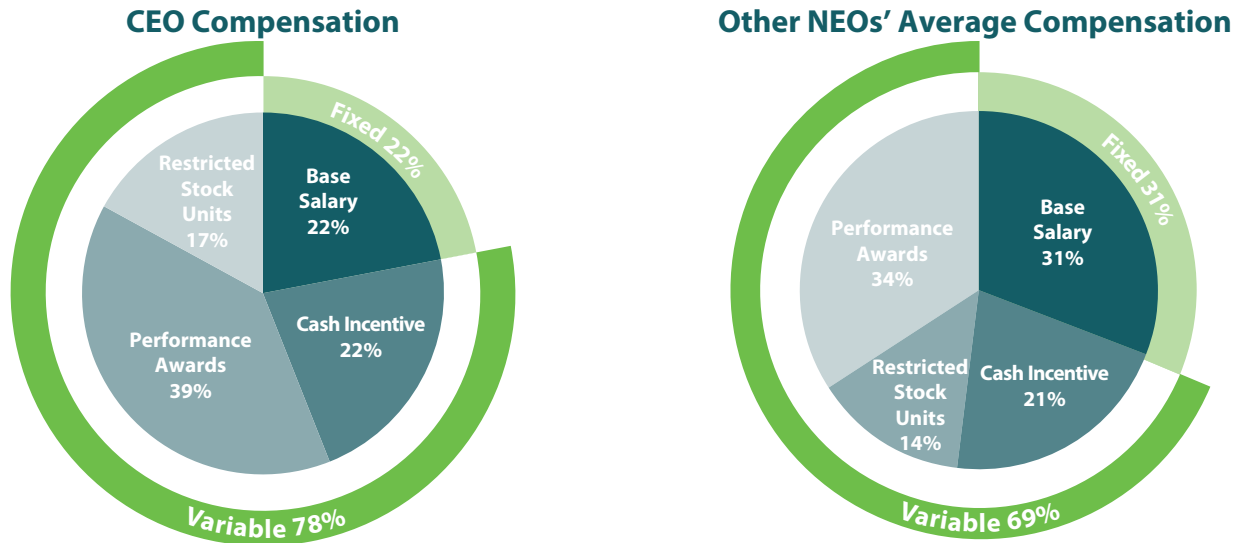 CEO Compensation
Fixed 22%
Restricted
Stock
Units
17%
Base
Salary
22%
Cash Incentive
22%
Performance
Awards
39%
Variable 78%
Other NEOs’ Average Compensation
Fixed 31%
Base
Salary
31%
Performance
Awards
34%
Restricted
Stock
Units
14%
Cash Incentive
21%
Variable 69%